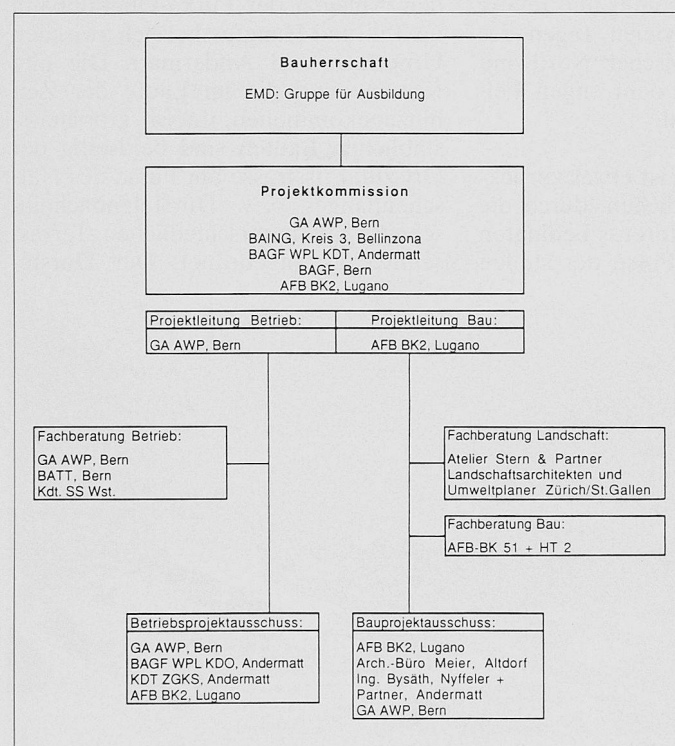 Bauherrschaft
EMD: Gruppe für Ausbildung
Projektkommission
GA AWP, Bern
BAING, Kreis 3, Bellinzona
BAGF WPL KDT, Andermatt
BAGF, Bern
AFB BK2, Lugano
Projektleitung Betrieb:
GA AWP, Bern
Projektleitung Bau:
AFB BK2, Lugano
Fachberatung Betrieb:
GA AWP, Bern
BATT, Bern
Kdt. SS Wst.
Fachberatung Landschaft:
Atelier Stern & Partner
Landschaftsarchitekten und
Umweltplaner Zürich/St.Gallen
Fachberatung Bau:
AFB-BK 51 + HT 2
Betriebsprojektausschuss:
GA AWP, Bern
BAGF WPL KDO, Andermatt
KDT ZGKS, Andermatt
AFB BK2, Lugano
Bauprojektausschuss:
AFB BK2, Lugano
Arch.-Büro Meier, Altdorf
Ing. Bysäth, Nyffeler +
Partner, Andermatt
GA AWP, Bern